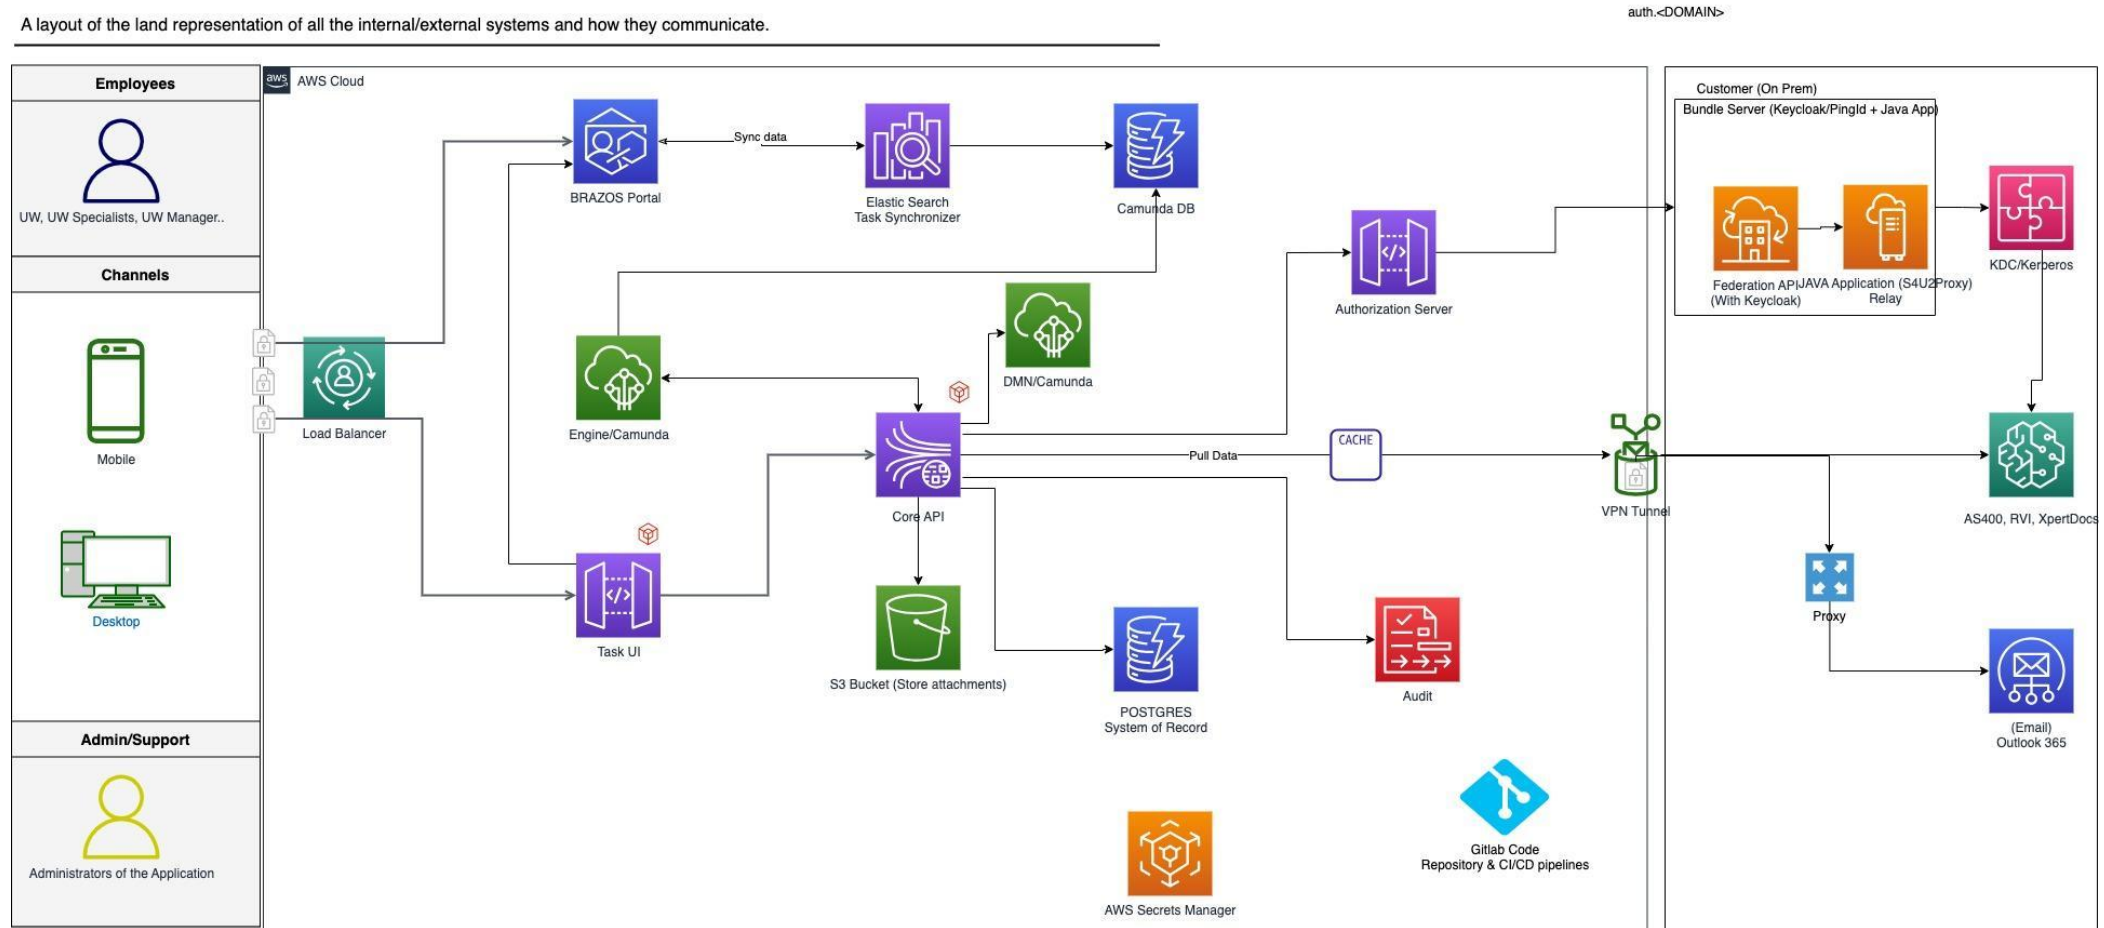 auth.<DOMAIN>
A layout of the land representation of all the internal/external systems and how they communicate.
Employees
UW, UW Specialists, UW Manager..
Channels
Mobile
Desktop
Admin/Support
Administrators of the Application
aws
AWS Cloud
Load Balancer
BRAZOS Portal
Sync data
Elastic Search
Task Synchronizer
Camunda DB
Engine/Camunda
DMN/Camunda
Authorization Server
Core API
Pull Data
CACHE
VPN Tunnel
Task UI
S3 Bucket (Store attachments)
POSTGRES
System of Record
Audit
AWS Secrets Manager
Gitlab Code
Repository & CI/CD pipelines
Customer (On Prem)
Bundle Server (Keycloak/PingId + Java App)
Federation API
(With Keycloak)
JAVA Application (S4U2Proxy)
Relay
KDC/Kerberos
AS400, RVI, XpertDocs
Proxy
(Email)
Outlook 365